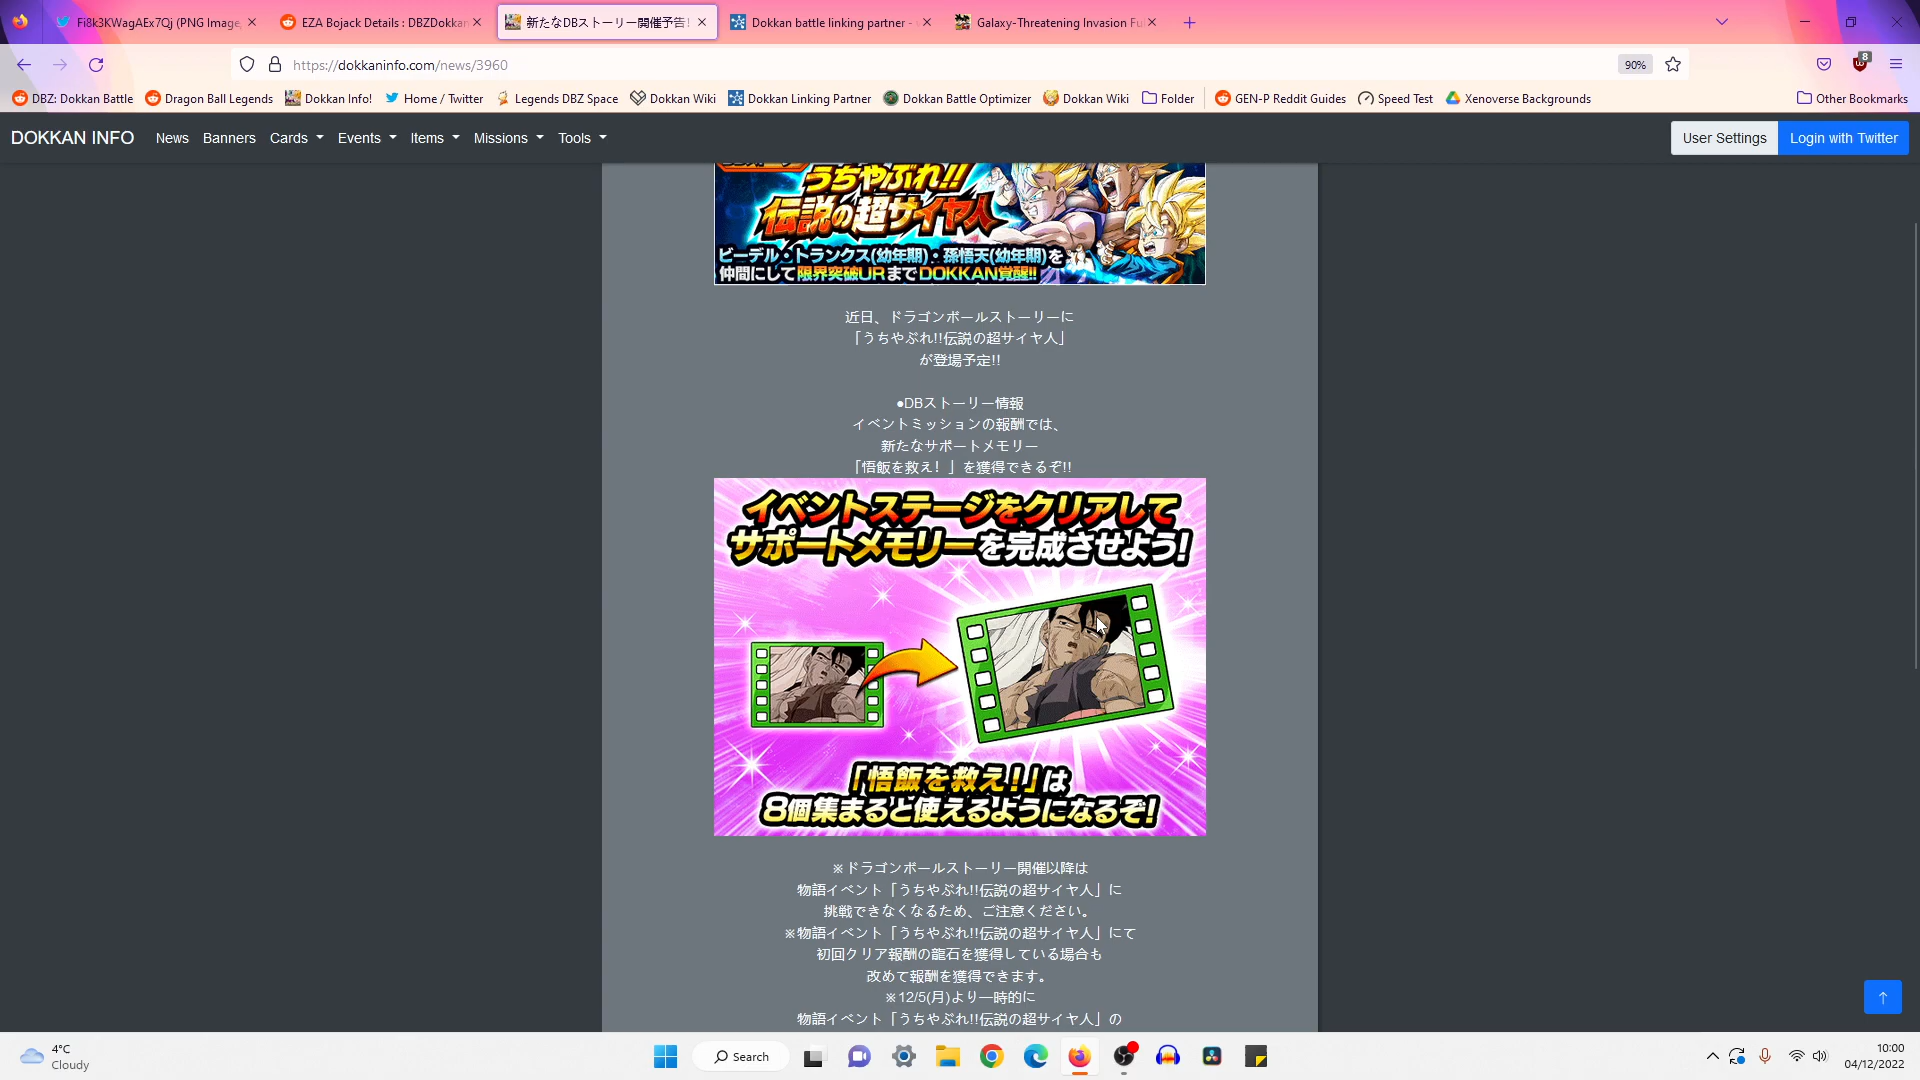 Fi8k3KWagAEx7Qj (PNG Image,
EZA Bojack Details : DBZDokkan
新たなDBストーリー開催予告!
Dokkan battle linking partner -
Galaxy-Threatening Invasion Fu
https://dokkaninfo.com/news/3960
90%
8
DBZ: Dokkan Battle
Dragon Ball Legends
Dokkan Info!
Home / Twitter
Legends DBZ Space
Dokkan Wiki
Dokkan Linking Partner
Dokkan Battle Optimizer
Dokkan Wiki
Folder
GEN-P Reddit Guides
Speed Test
Xenoverse Backgrounds
Other Bookmarks
DOKKAN INFO
News
Banners
Cards
Events
Items
Missions
Tools
User Settings
Login with Twitter
うちやぶれ!!
伝説の超サイヤ人
ビーデル・トランクス(幼年期)・孫悟天(幼年期)を
仲間にして限界突破URまでDOKKAN覚醒!!
近日、ドラゴンボールストーリーに
「うちやぶれ!!伝説の超サイヤ人」
が登場予定!!
●DBストーリー情報
イベントミッションの報酬では、
新たなサポートメモリー
「悟飯を救え！」を獲得できるぞ!!
イベントステージをクリアして
サポートメモリーを完成させよう!
「悟飯を救え!」は
8個集まると使えるようになるぞ!
※ドラゴンボールストーリー開催以降は
物語イベント「うちやぶれ!!伝説の超サイヤ人」に
挑戦できなくなるため、ご注意ください。
※物語イベント「うちやぶれ!!伝説の超サイヤ人」にて
初回クリア報酬の龍石を獲得している場合も
改めて報酬を獲得できます。
※12/5(月)より一時的に
物語イベント「うちやぶれ!!伝説の超サイヤ人」の
4°C
Cloudy
Search
10:00
04/12/2022